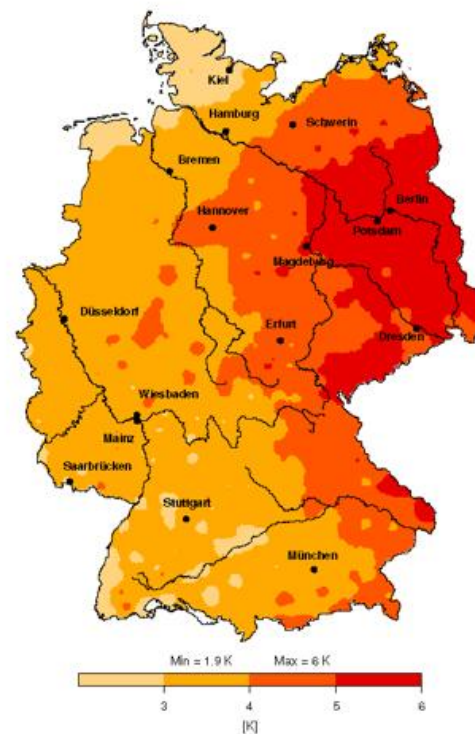 Kiel
Hamburg
Schwerin
Bremen
Berlin
Hannover
Potsdam
Magdeburg
Düsseldorf
Erfurt
Dresden
Wiesbaden
Mainz
Saarbrücken
Stuttgart
München
Min = 1.9 K Max = 6 K
3 4 5 6
[K]